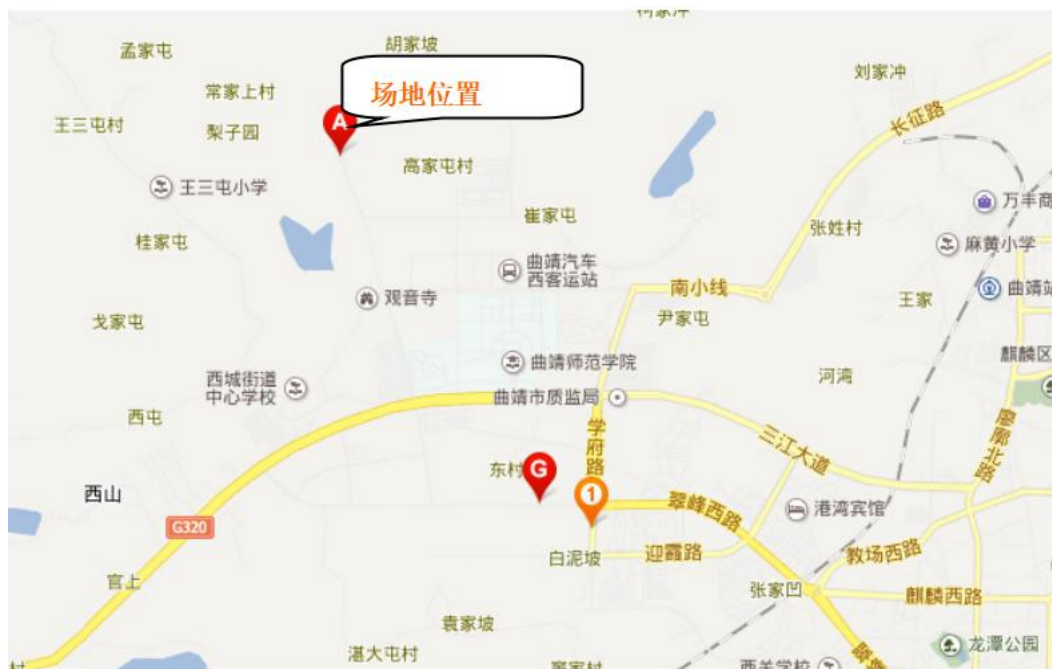 柯家冲
孟家屯
胡家坡
刘家冲
常家上村
场地位置
长征路
王三屯村
梨子园
A
高家屯村
王三屯小学
万丰商
崔家屯
张姓村
桂家屯
麻黄小学
曲靖汽车
西客运站
南小线
曲靖站
观音寺
王家
戈家屯
尹家屯
曲靖师范学院
麒麟区
西城街道
中心学校
河湾
曲靖市质监局
西屯
学府路
三江大道
廖廓北路
东村
G
西山
1
翠峰西路
港湾宾馆
G320
白泥坡
迎霞路
教场西路
官上
张家凹
麒麟西路
袁家坡
龙潭公园
湛大屯村
村